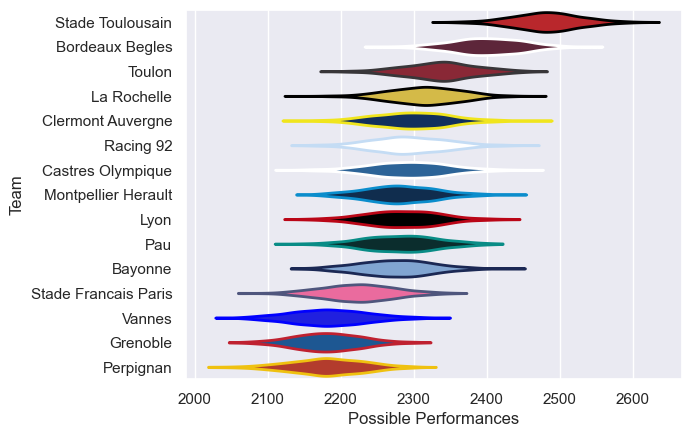 Stade Toulousain
Bordeaux Begles
Toulon
La Rochelle
Clermont Auvergne
Racing 92
Castres Olympique
Montpellier Herault
Lyon
Pau
Bayonne
Stade Francais Paris
Vannes
Grenoble
Perpignan
Team
2000 2100 2200 2300 2400 2500 2600
Possible Performances